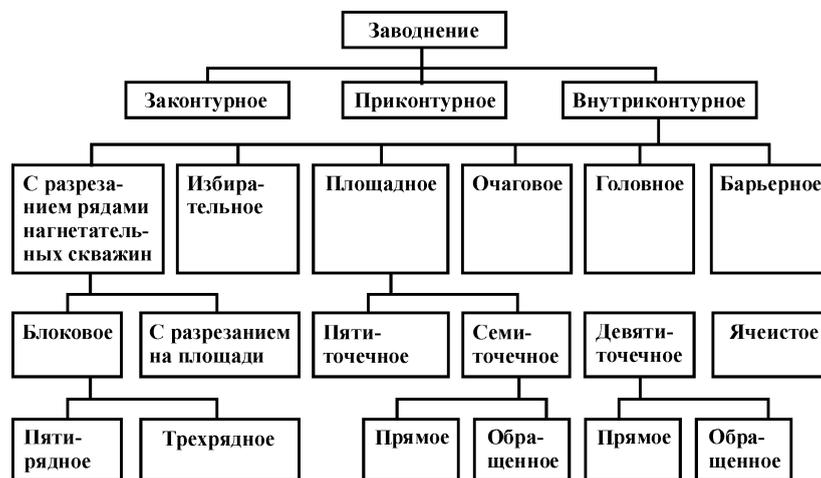 Заводнение
Законтурное
Приконтурное
Внутриконтурное
С разреза-
нием рядами
нагнетатель-
ных скважин
Избира-
тельное
Площадное
Очаговое
Головное
Барьерное
Блоковое
С разрезанием
на площади
Пяти-
точечное
Семи-
точечное
Девяти-
точечное
Ячеистое
Пяти-
рядное
Трехрядное
Прямое
Обра-
щенное
Прямое
Обра-
щенное